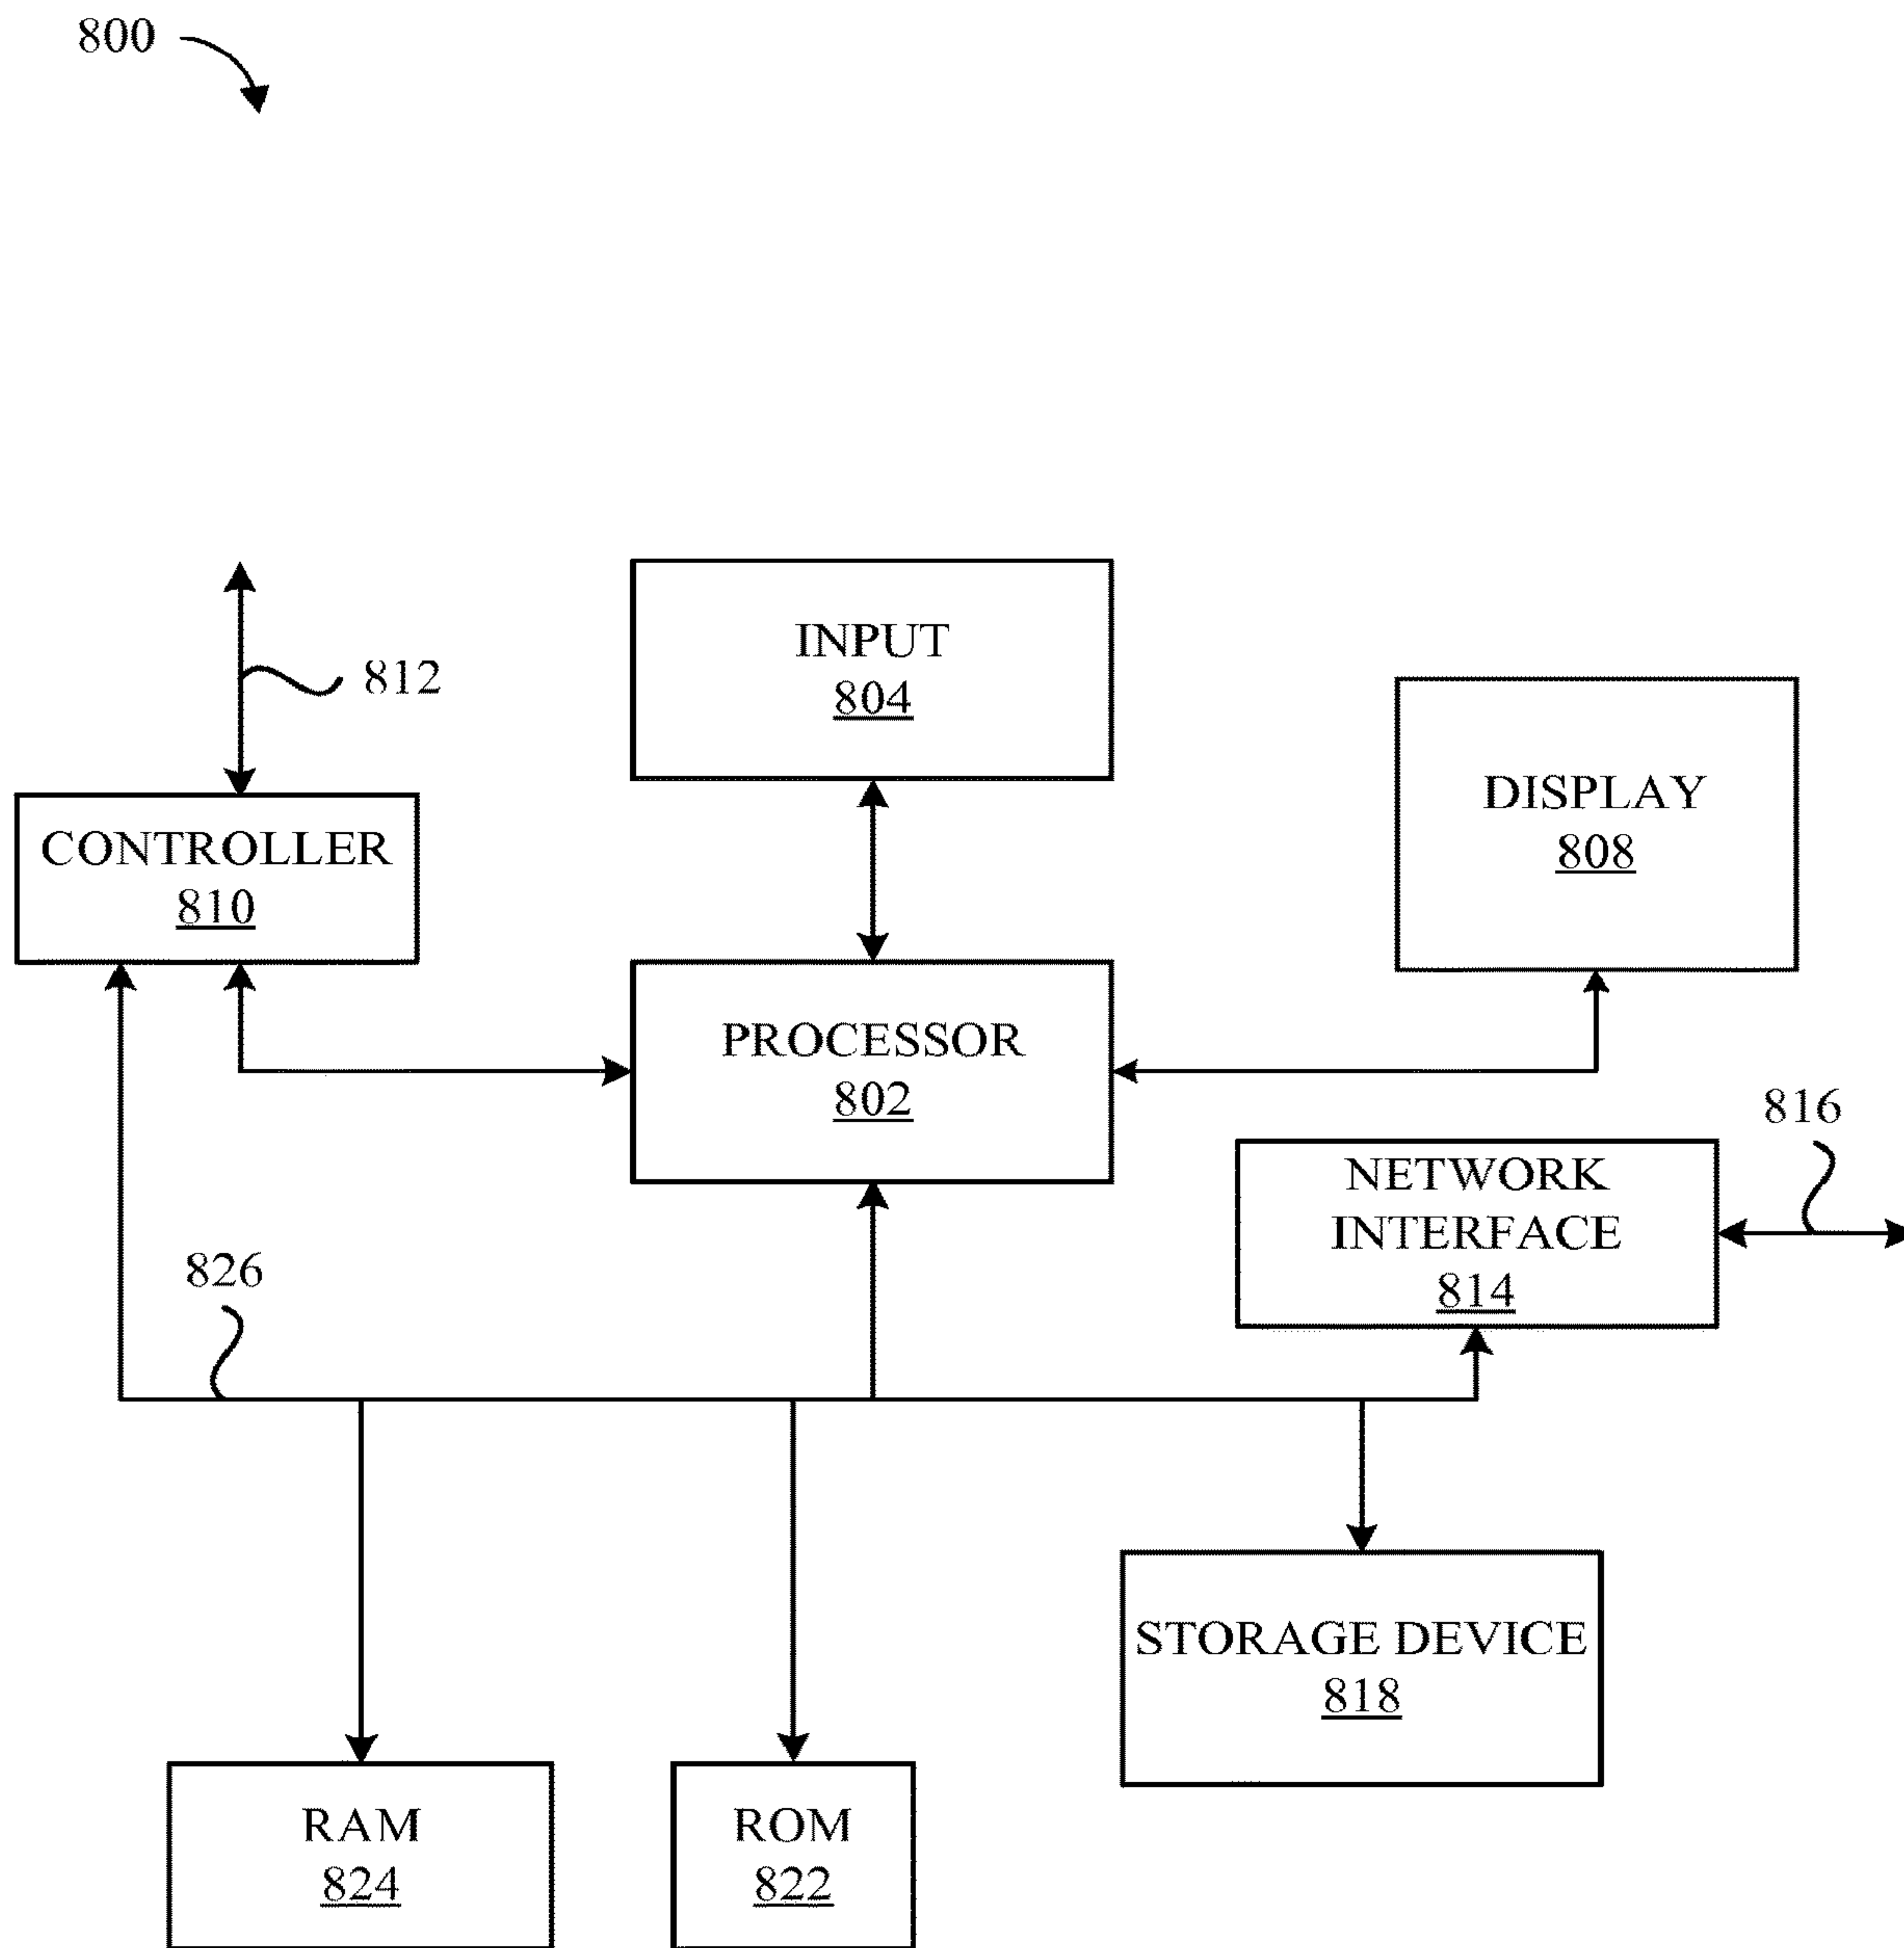 800
INPUT
804
812
DISPLAY
808
CONTROLLER
810
PROCESSOR
802
816
NETWORK
INTERFACE
814
826
STORAGE DEVICE
818
RAM
824
ROM
822